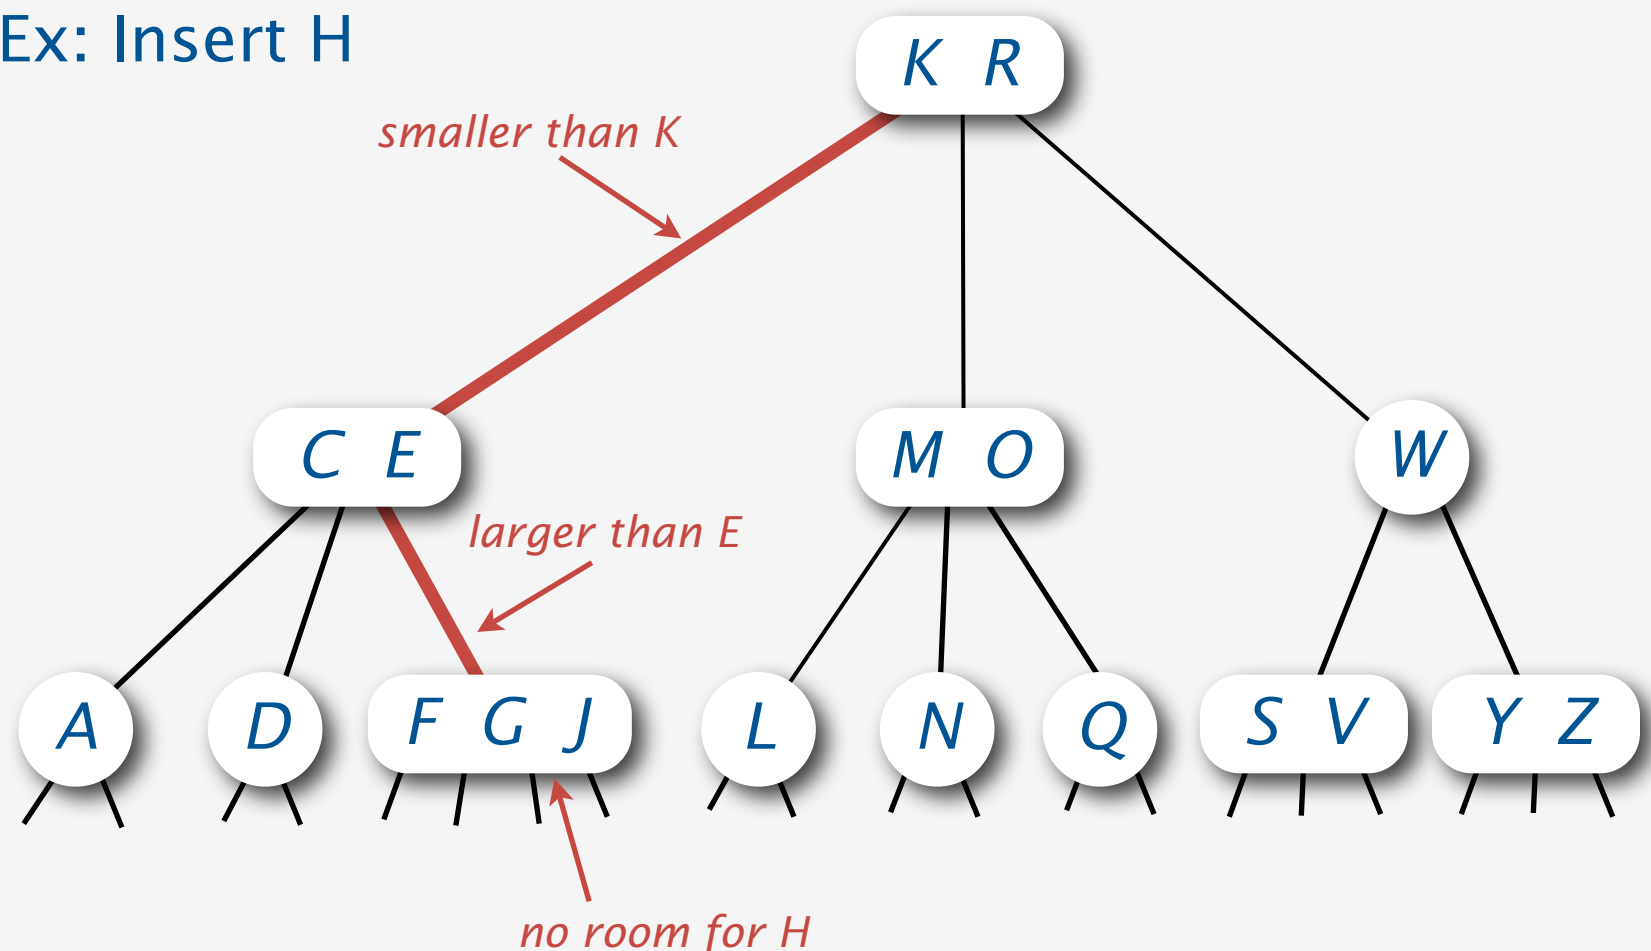 Ex: Insert H
K R
smaller than K
C E
M O
W
larger than E
A
D
F G J
L
N
Q
S V
Y Z
no room for H